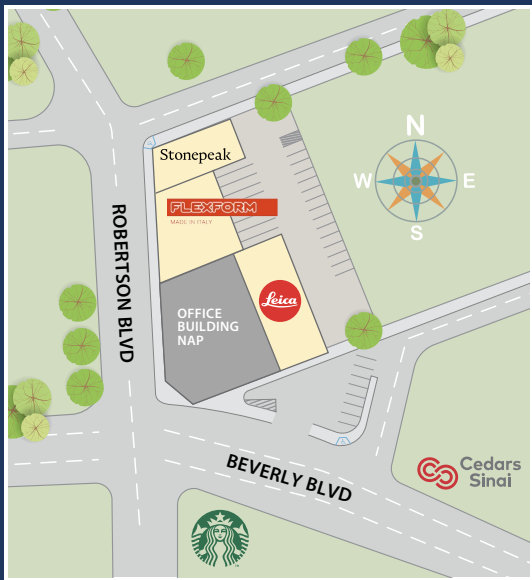 N
W
E
S
Stonepeak
FLEXFORM
MADE IN ITALY
ROBERTSON BLVD
OFFICE
BUILDING
NAP
Leica
BEVERLY BLVD
Cedars
Sinai